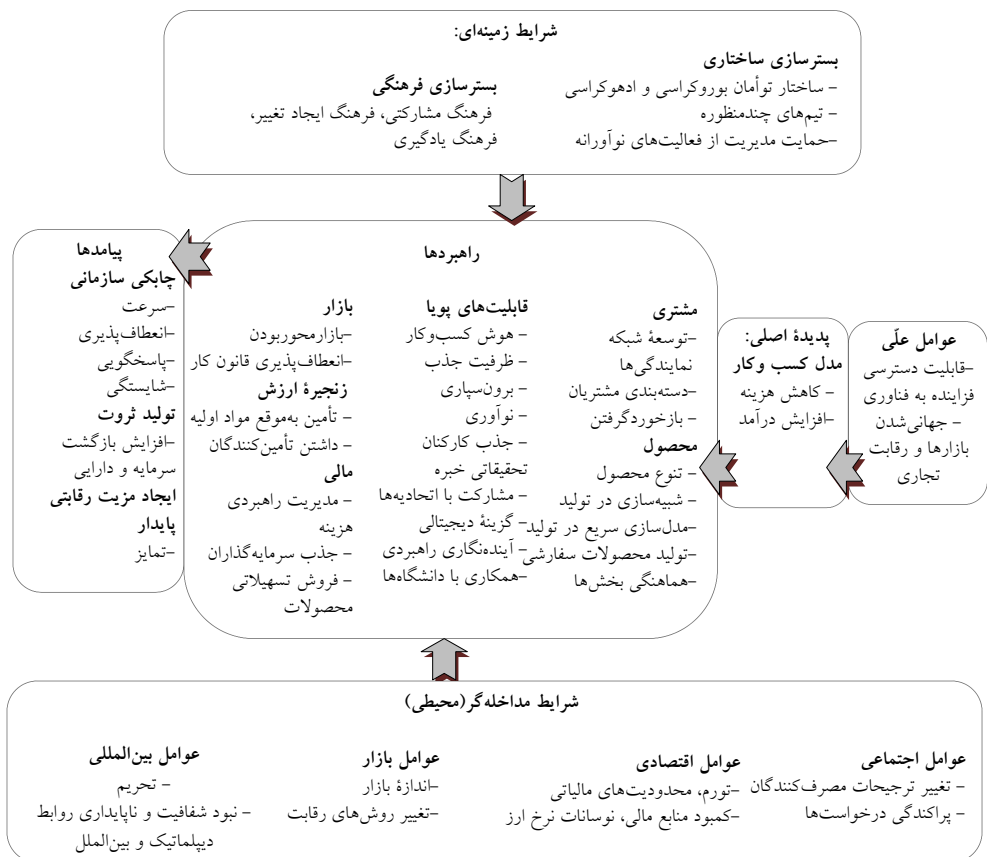 شرایط زمینه‌ای:
بسترسازی ساختاری
- ساختار توأمان بوروکراسی و ادهوکراسی
- تیم‌های چندمنظوره
-حمایت مدیریت از فعالیت‌های نوآورانه
بسترسازی فرهنگی
فرهنگ مشارکتی، فرهنگ ایجاد تغییر،
فرهنگ یادگیری
عوامل علّی
-قابلیت دسترسی
فزاینده به فناوری
- جهانی‌شدن
بازارها و رقابت
تجاری
پدیدۀ اصلی:
مدل کسب وکار
- کاهش هزینه
-افزایش درآمد
راهبردها
مشتری
-توسعۀ شبکه
نمایندگی‌ها
-دسته‌بندی مشتریان
- بازخوردگرفتن
محصول
- تنوع محصول
- شبیه‌سازی در تولید
-مدل‌سازی سریع در تولید
-تولید محصولات سفارشی
-هماهنگی بخش‌ها
قابلیت‌های پویا
- هوش کسب‌وکار
- ظرفیت جذب
- برون‌سپاری
- نوآوری
- جذب کارکنان
تحقیقاتی خبره
- مشارکت با اتحادیه‌ها
- گزینۀ دیجیتالی
- آینده‌نگاری راهبردی
-همکاری با دانشگاه‌ها
بازار
-بازارمحوربودن
-انعطاف‌پذیری قانون کار
زنجیرۀ ارزش
- تأمین به‌موقع مواد اولیه
- داشتن تأمین‌کنندگان
مالی
- مدیریت راهبردی
هزینه
- جذب سرمایه‌گذاران
- فروش تسهیلاتی
محصولات
پیامدها
چابکی سازمانی
-سرعت
-انعطاف‌پذیری
-پاسخگویی
-شایستگی
تولید ثروت
-افزایش بازگشت
سرمایه و دارایی
ایجاد مزیت رقابتی
پایدار
-تمایز
شرایط مداخله‌گر(محیطی)
عوامل اجتماعی
- تغییر ترجیحات مصرف‌کنندگان
- پراکندگی درخواست‌ها
عوامل اقتصادی
-تورم، محدودیت‌های مالیاتی
-کمبود منابع مالی، نوسانات نرخ ارز
عوامل بازار
-اندازۀ بازار
-تغییر روش‌های رقابت
عوامل بین‌المللی
- تحریم
- نبود شفافیت و ناپایداری روابط
دیپلماتیک و بین‌الملل